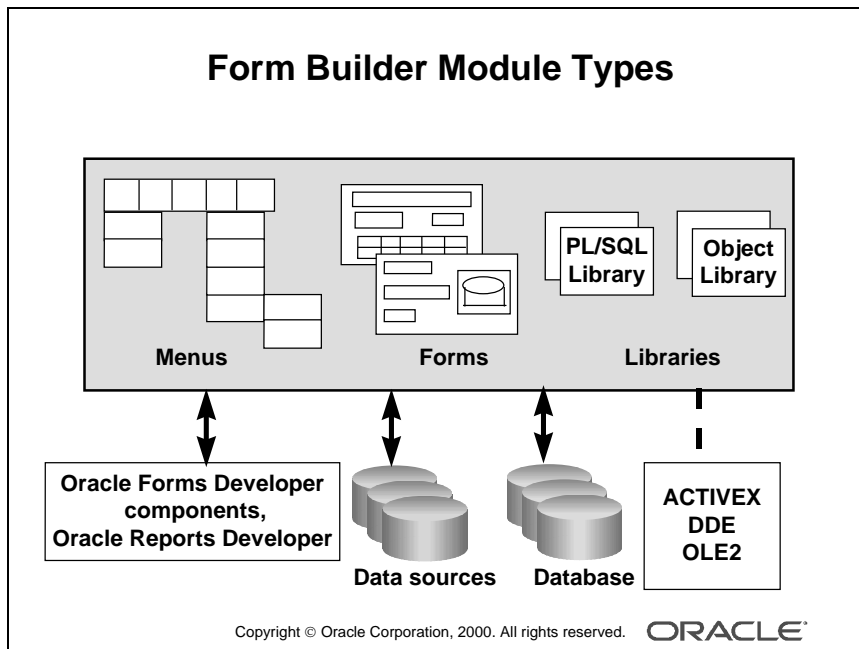 Form Builder Module Types
PL/SQL
Library
Object
Library
Menus
Forms
Libraries
Oracle Forms Developer
components,
Oracle Reports Developer
Data sources
Database
ACTIVEX
DDE
OLE2
Copyright © Oracle Corporation, 2000. All rights reserved.
ORACLE®